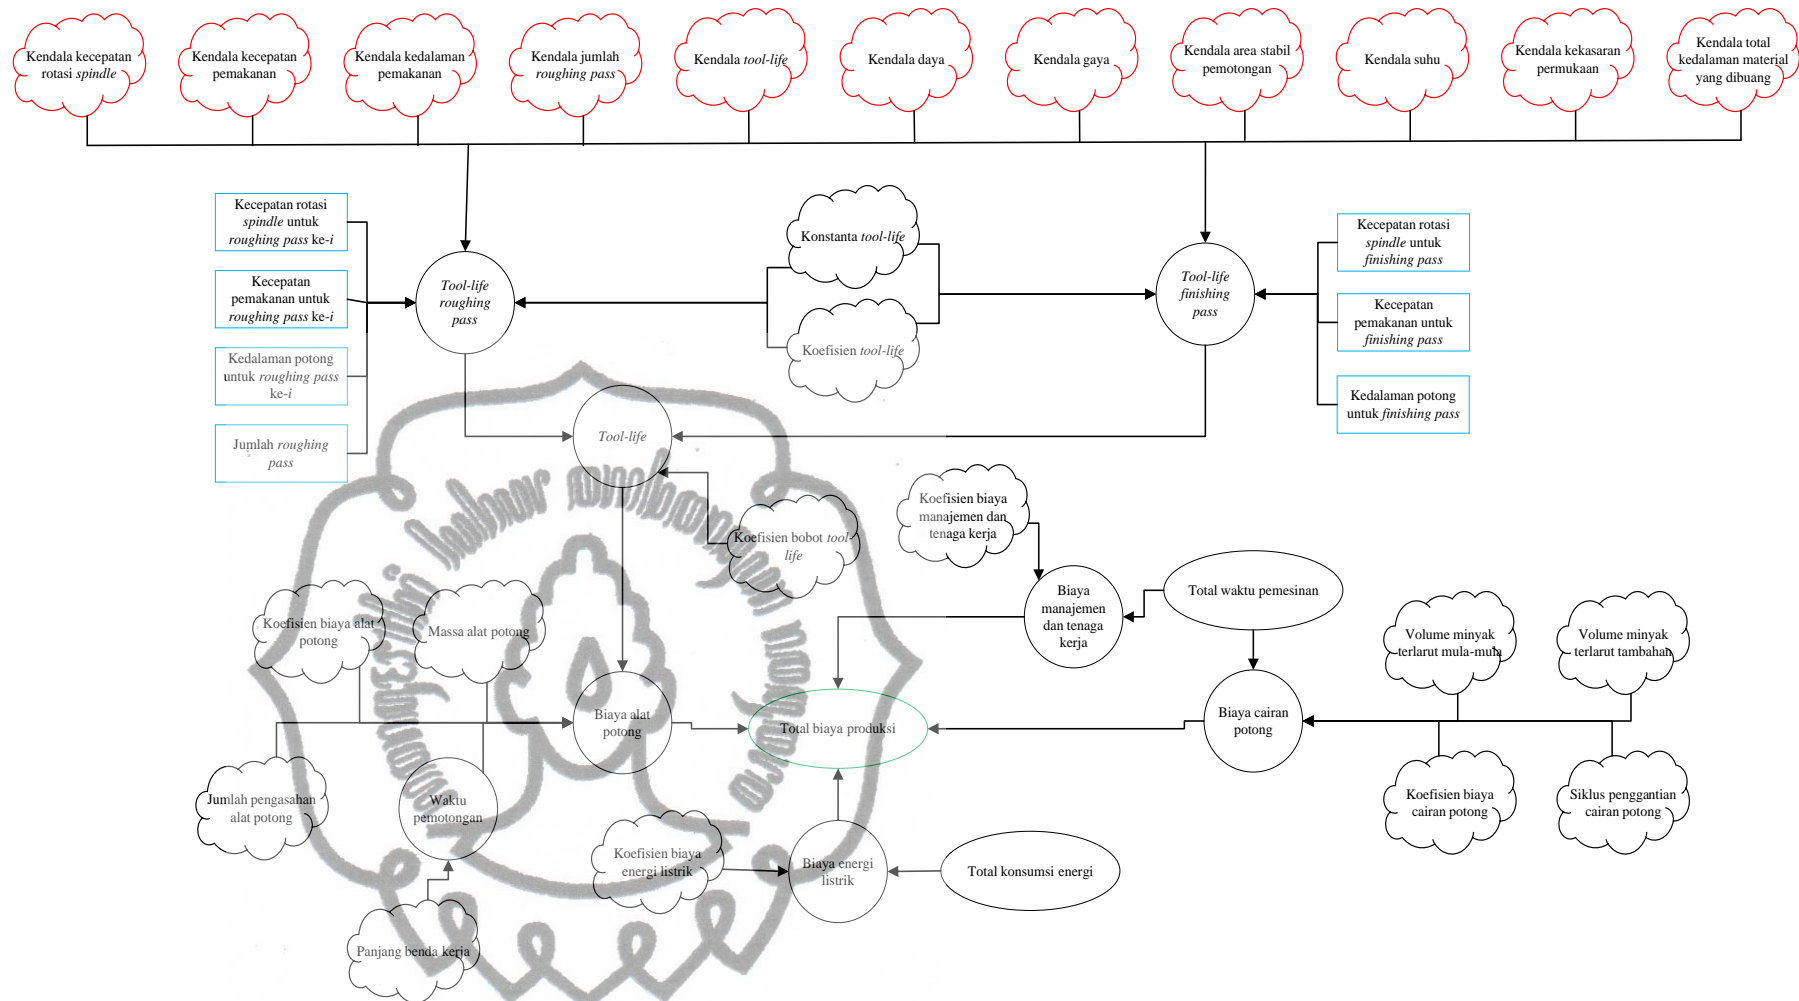 Kendala kecepatan
rotasi spindle
Kendala kecepatan
pemakanan
Kendala kedalaman
pemakanan
Kendala jumlah
roughing pass
Kendala tool-life
Kendala daya
Kendala gaya
Kendala area stabil
pemotongan
Kendala suhu
Kendala kekasaran
permukaan
Kendala total
kedalaman material
yang dibuang
Kecepatan rotasi
spindle untuk
roughing pass ke-i
Kecepatan
pemakanan untuk
roughing pass ke-i
Kedalaman potong
untuk roughing pass
ke-i
Jumlah roughing
pass
Tool-life
roughing
pass
Konstanta tool-life
Koefisien tool-life
Tool-life
finishing
pass
Kecepatan rotasi
spindle untuk
finishing pass
Kecepatan
pemakanan untuk
finishing pass
Kedalaman potong
untuk finishing pass
Tool-life
Koefisien bobot tool-
life
Koefisien biaya
manajemen dan
tenaga kerja
Biaya
manajemen
dan tenaga
kerja
Total waktu pemesinan
Koefisien biaya alat
potong
Massa alat potong
Volume minyak
terlarut mula-mula
Volume minyak
terlarut tambahan
Biaya alat
potong
Total biaya produksi
Biaya cairan
potong
Jumlah pengasahan
alat potong
Waktu
pemotongan
Koefisien biaya
cairan potong
Siklus penggantian
cairan potong
Koefisien biaya
energi listrik
Biaya energi
listrik
Total konsumsi energi
Panjang benda kerja